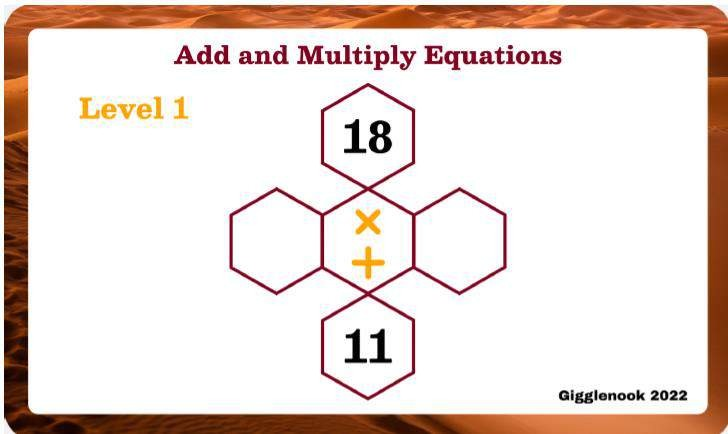 Add and Multiply Equations
Level 1
18
×
+
11
Gigglenook 2022